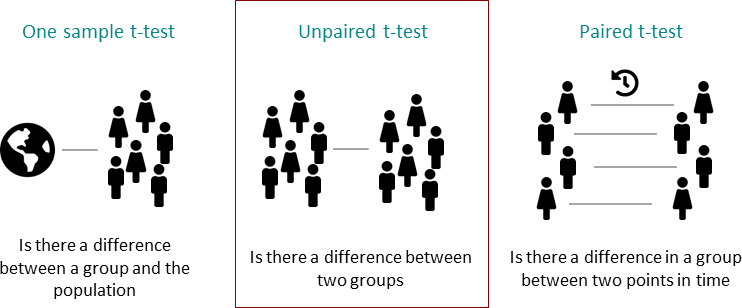 One sample t-test
Unpaired t-test
Paired t-test
Is there a difference
between a group and the
population
Is there a difference between
two groups
Is there a difference in a group
between two points in time